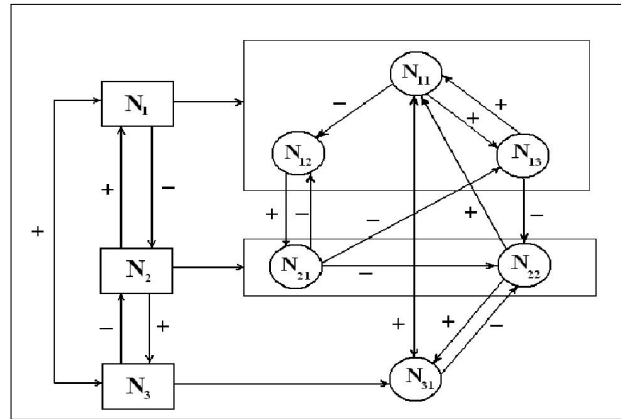 N11
+
N1
−
+
+
N12
N13
+
−
+
−
+
−
−
+
−
N2
N21
−
N22
−
+
+
+
−
N3
N31